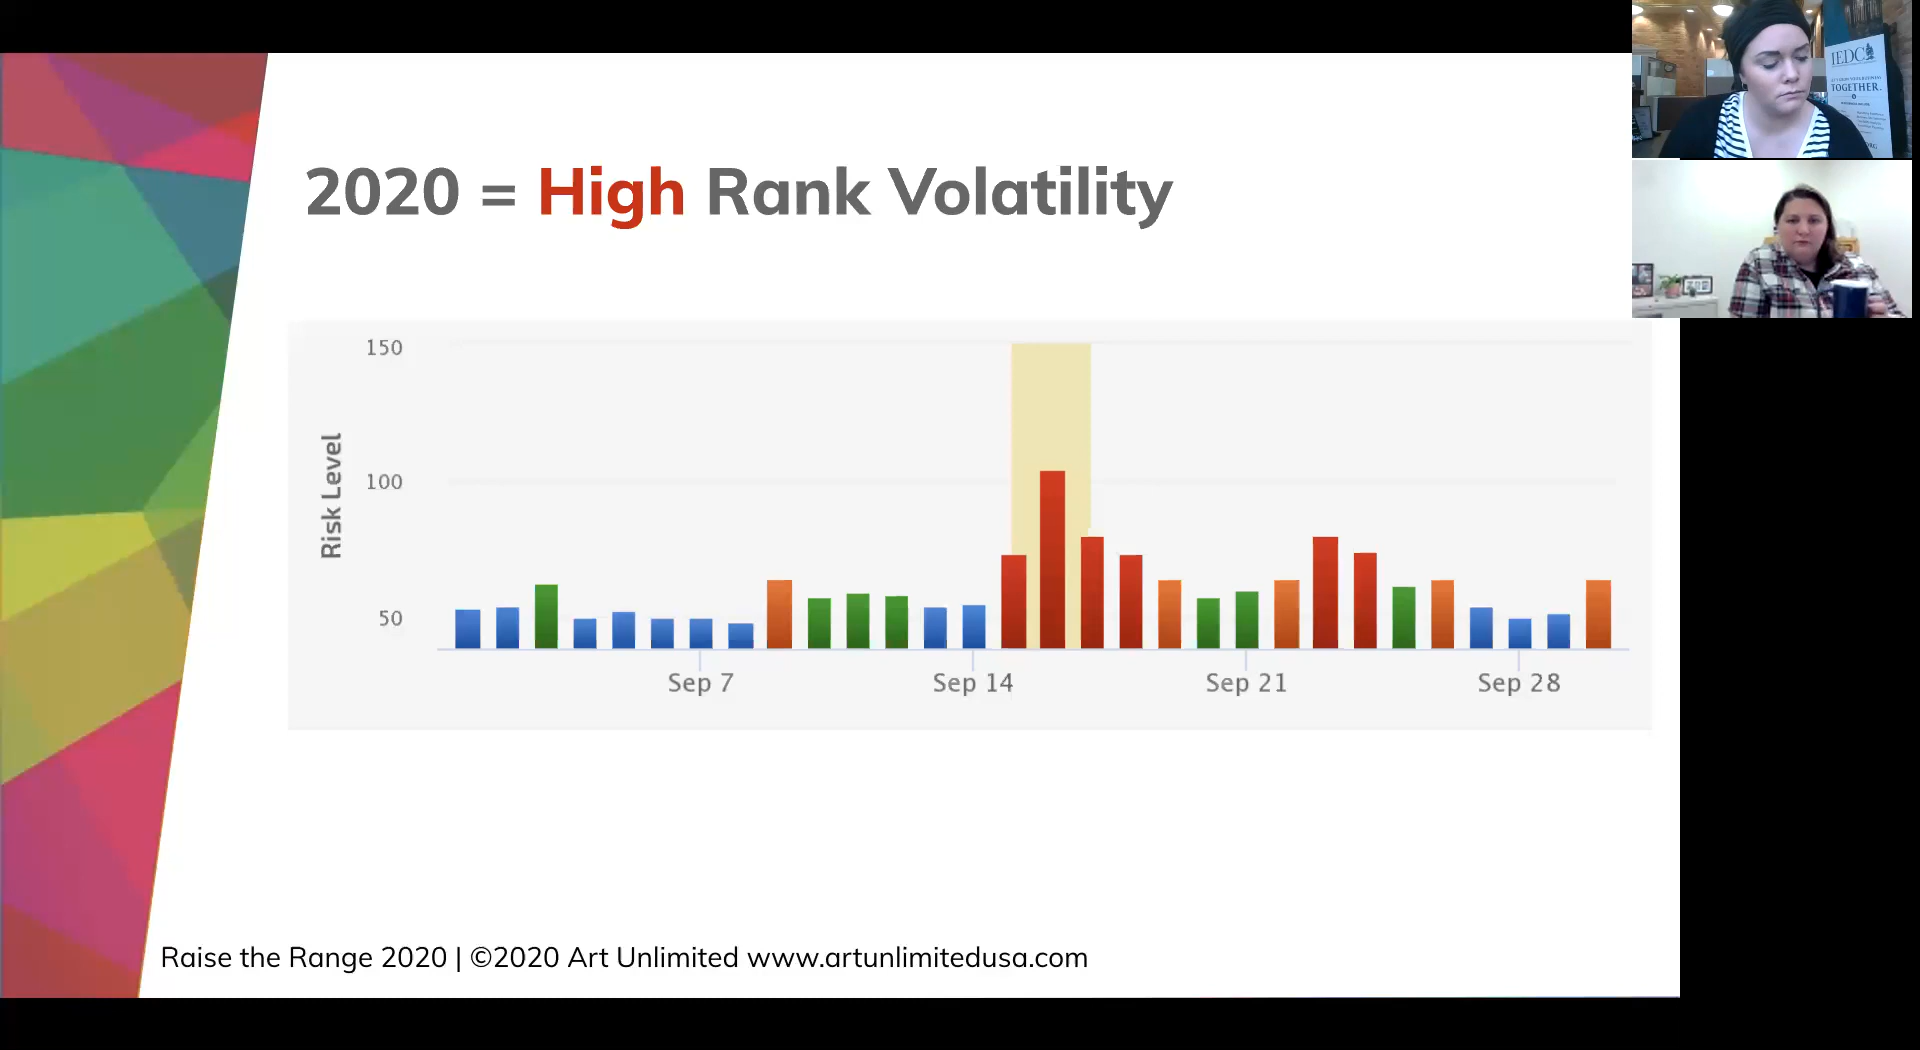 2020 = High Rank Volatility
150
100
50
Risk Level
Sep 7
Sep 14
Sep 21
Sep 28
Raise the Range 2020 | ©2020 Art Unlimited www.artunlimitedusa.com
IEDC
TOGETHER.